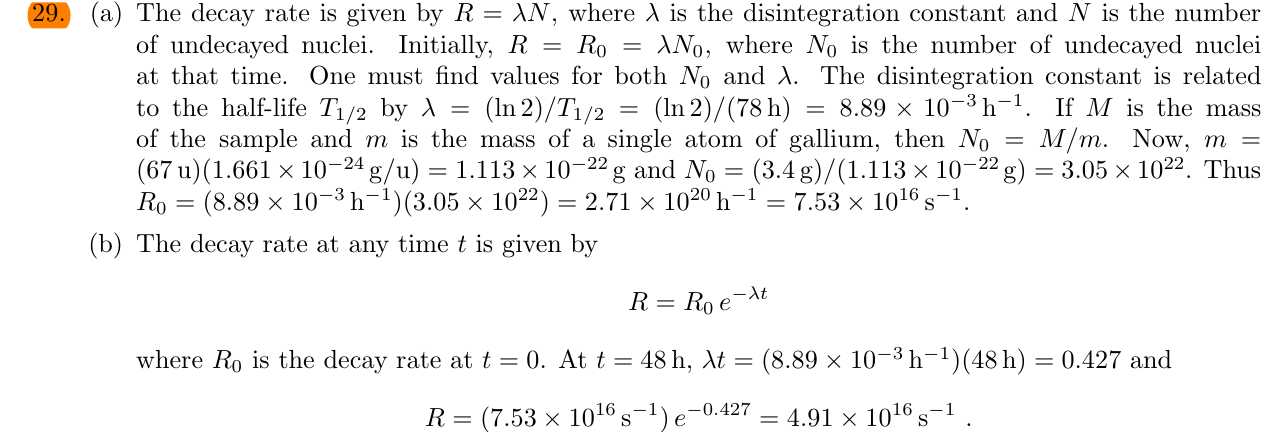 29. (a) The decay rate is given by R = λN, where λ is the disintegration constant and N is the number
of undecayed nuclei. Initially, R = R₀ = λN₀, where N₀ is the number of undecayed nuclei
at that time. One must find values for both N₀ and λ. The disintegration constant is related
to the half-life T₁/₂ by λ = (ln 2)/T₁/₂ = (ln 2)/(78 h) = 8.89 × 10⁻³ h⁻¹. If M is the mass
of the sample and m is the mass of a single atom of gallium, then N₀ = M/m. Now, m =
(67 u)(1.661 × 10⁻²⁴ g/u) = 1.113 × 10⁻²² g and N₀ = (3.4 g)/(1.113 × 10⁻²² g) = 3.05 × 10²². Thus
R₀ = (8.89 × 10⁻³ h⁻¹)(3.05 × 10²²) = 2.71 × 10²⁰ h⁻¹ = 7.53 × 10¹⁶ s⁻¹.
(b) The decay rate at any time t is given by
R = R₀ e⁻λᵗ
where R₀ is the decay rate at t = 0. At t = 48 h, λt = (8.89 × 10⁻³ h⁻¹)(48 h) = 0.427 and
R = (7.53 × 10¹⁶ s⁻¹) e⁻⁰·⁴²⁷ = 4.91 × 10¹⁶ s⁻¹ .